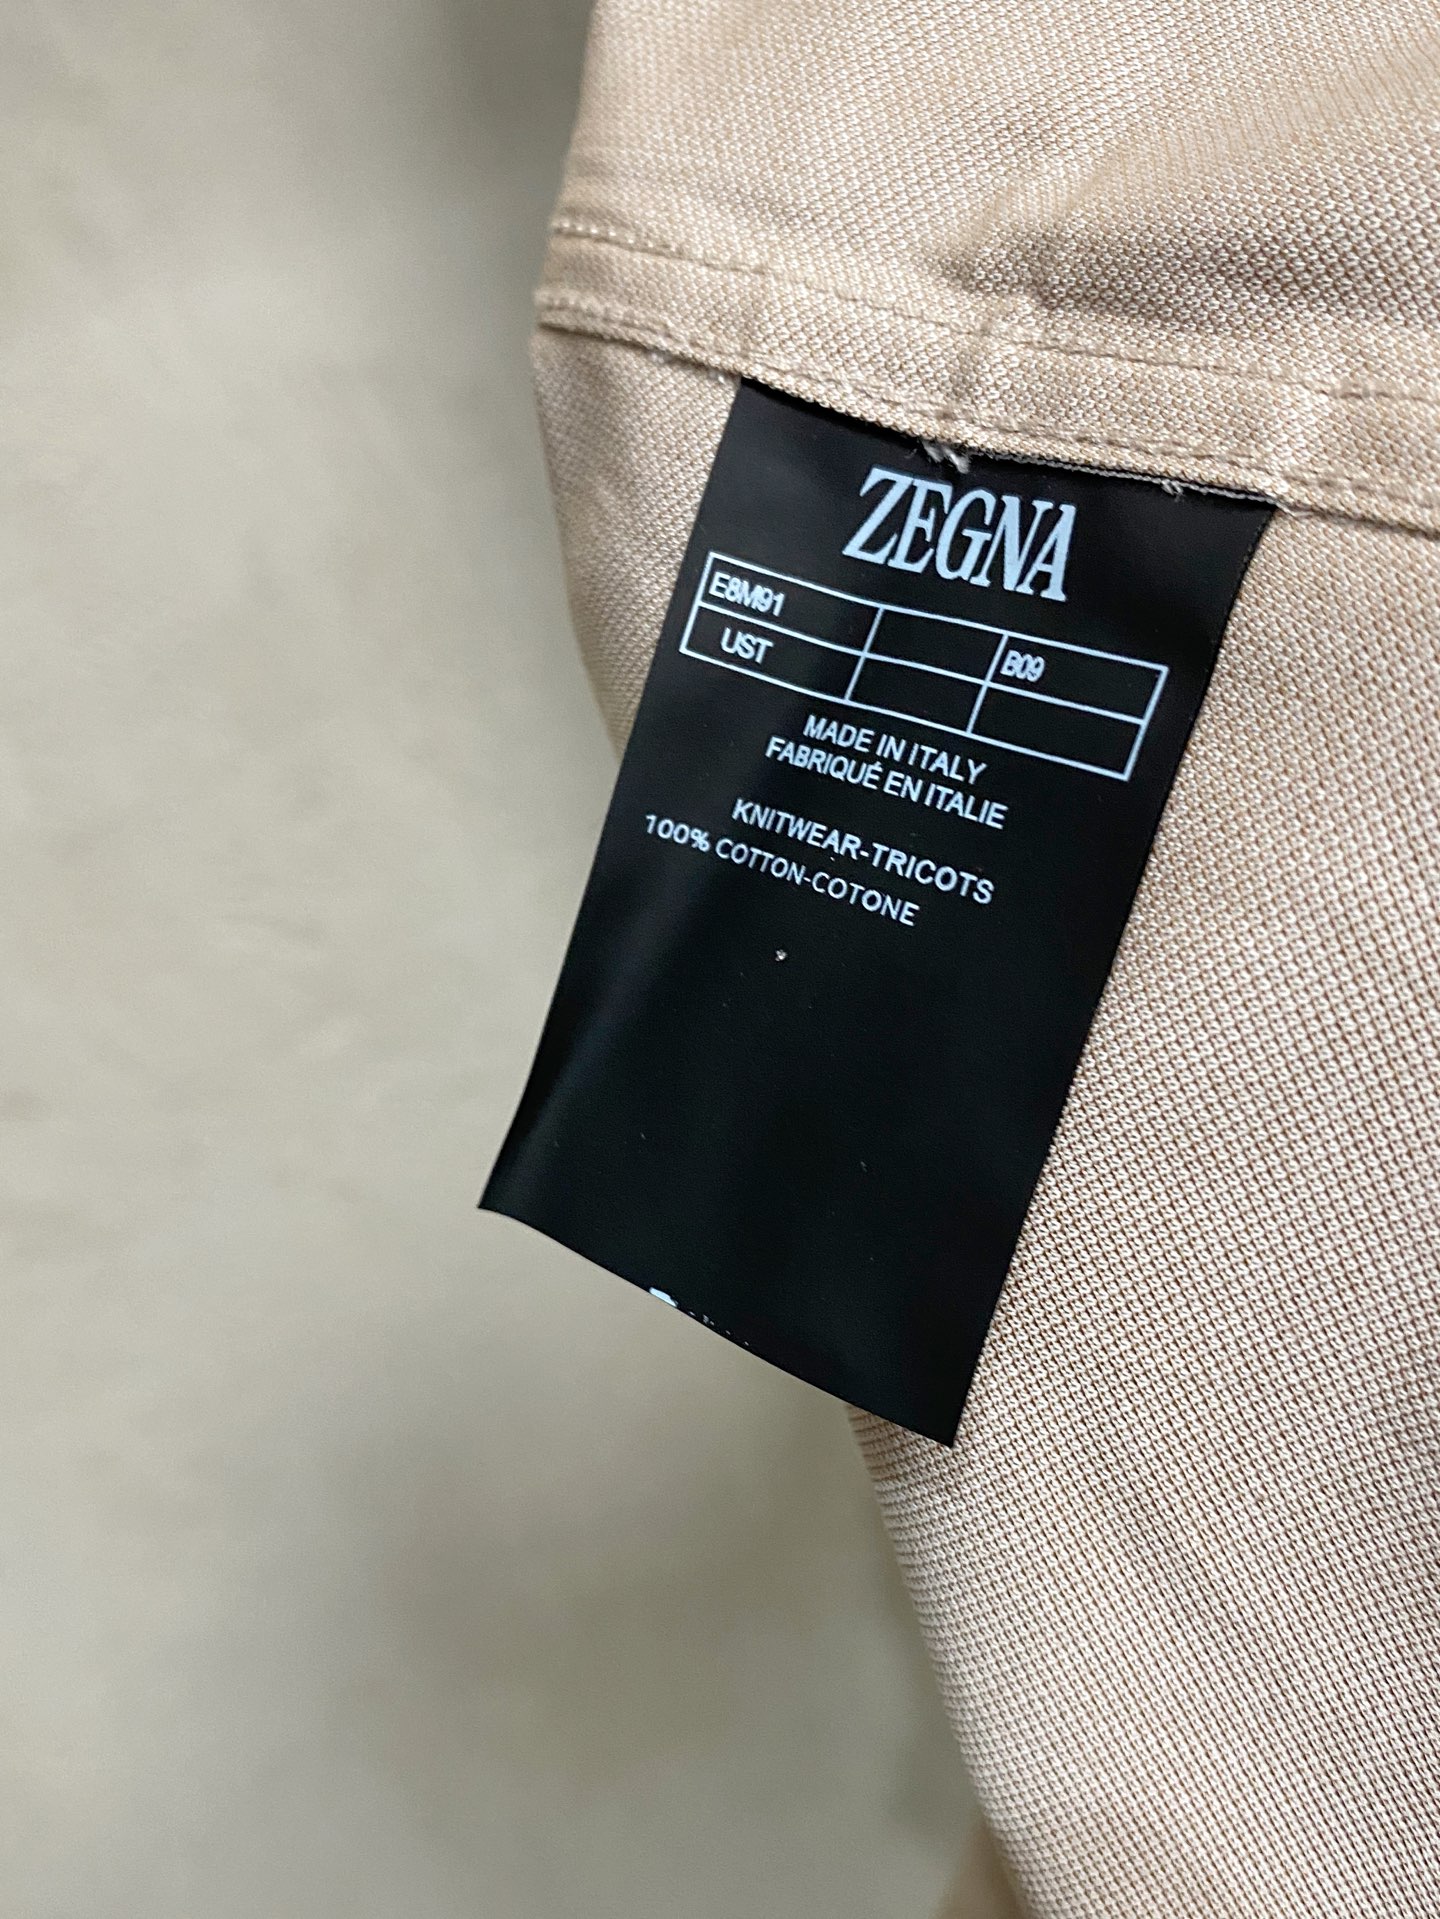 ZEGNA
E8M91 B09
UST
MADE IN ITALY
FABRIQUÉ EN ITALIE
KNITWEAR-TRICOTS
100% COTTON-COTONE